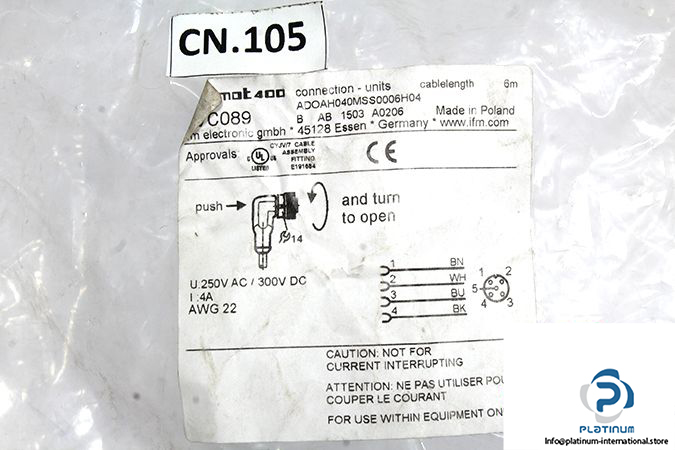 CN.105
mat 400 connection - units cablelength 6m
ADOAH040MSS0006H04
C089 B AB 1503 A0206 Made in Poland
m electronic gmbh * 45128 Essen * Germany * www.ifm.com
Approvals:
C UL US
LISTED
CYJV/7 CABLE
ASSEMBLY
FITTING
E191684
CE
push
14
and turn
to open
U:250V AC / 300V DC
I :4A
AWG 22
1 BN
2 WH
3 BU
4 BK
1 2
5
4 3
CAUTION: NOT FOR
CURRENT INTERRUPTING
ATTENTION: NE PAS UTILISER POU
COUPER LE COURANT
FOR USE WITHIN EQUIPMENT ON
PLATINUM
Info@platinum-international.store